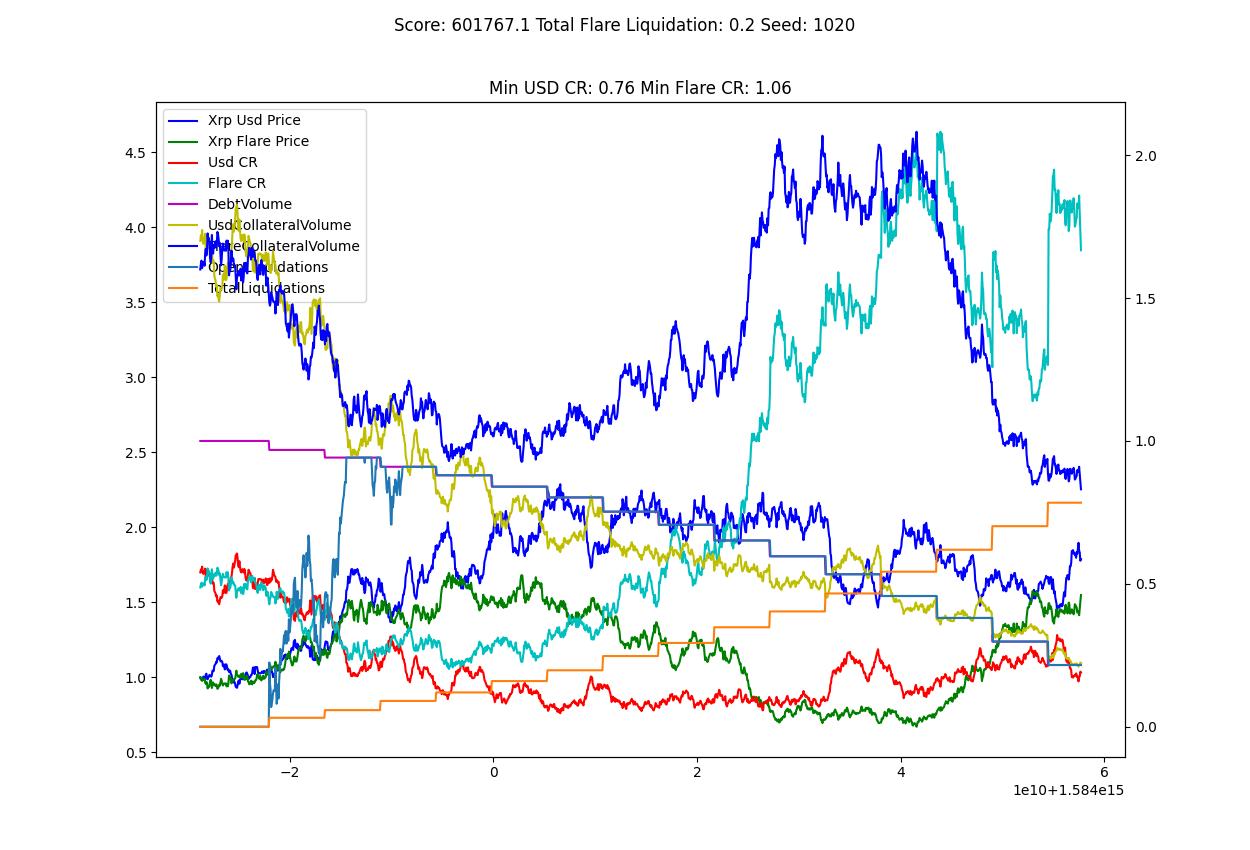 Score: 601767.1 Total Flare Liquidation: 0.2 Seed: 1020
Min USD CR: 0.76 Min Flare CR: 1.06
Xrp Usd Price
Xrp Flare Price
Usd CR
Flare CR
DebtVolume
UsdCollateralVolume
FlareCollateralVolume
OpenLiquidations
TotalLiquidations
4.5
4.0
3.5
3.0
2.5
2.0
1.5
1.0
0.5
2.0
1.5
1.0
0.5
0.0
−2
0
2
4
6
1e10+1.584e15